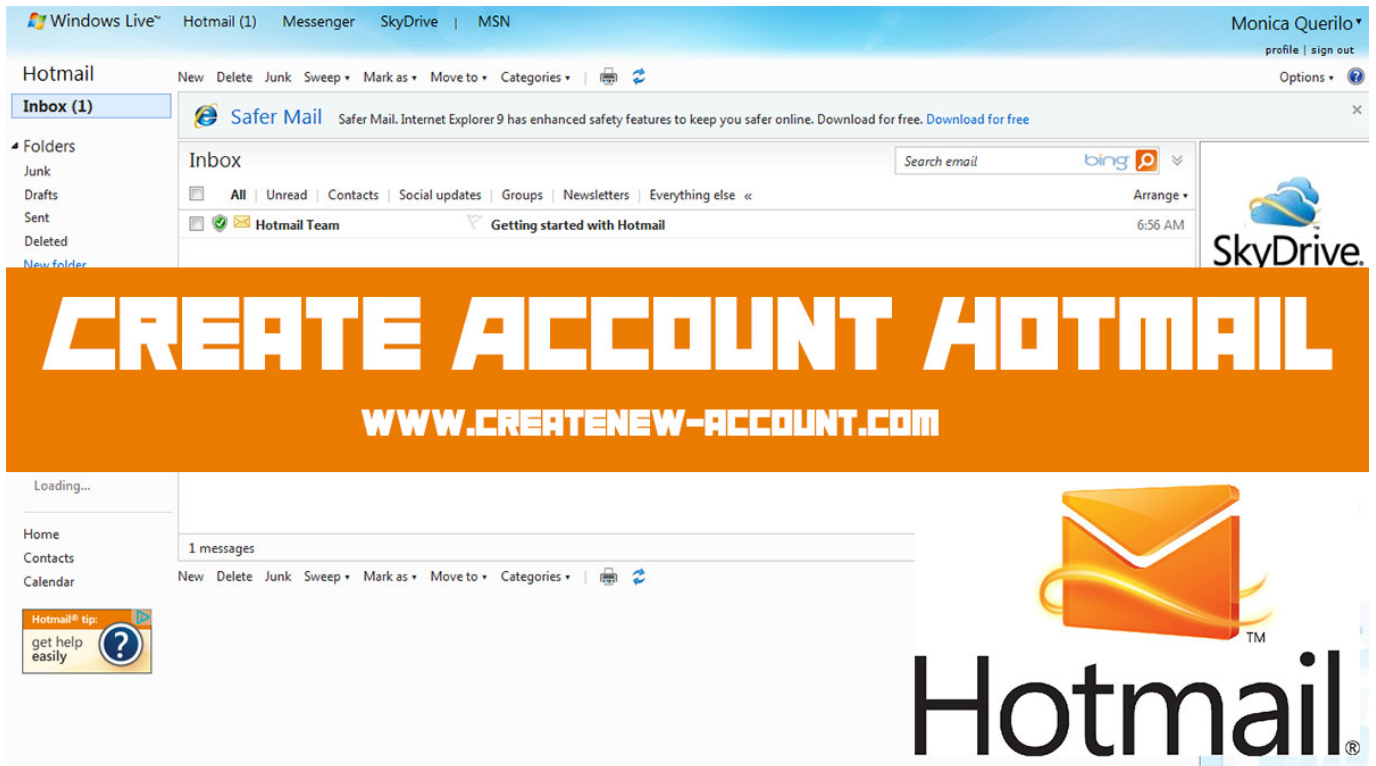 Windows Live™ Hotmail (1) Messenger SkyDrive | MSN Monica Querilo
profile | sign out
Hotmail New Delete Junk Sweep Mark as Move to Categories | Options
Inbox (1)
Safer Mail Safer Mail. Internet Explorer 9 has enhanced safety features to keep you safer online. Download for free. Download for free
Folders
Junk
Drafts
Sent
Deleted
New folder
Inbox Search email bing
All | Unread | Contacts | Social updates | Groups | Newsletters | Everything else « Arrange
Hotmail Team Getting started with Hotmail 6:56 AM
SkyDrive®
CREATE ACCOUNT HOTMAIL
WWW.CREATENEW-ACCOUNT.COM
Loading...
Home
Contacts
Calendar
1 messages
New Delete Junk Sweep Mark as Move to Categories |
Hotmail® tip:
get help
easily
?
TM
Hotmail®